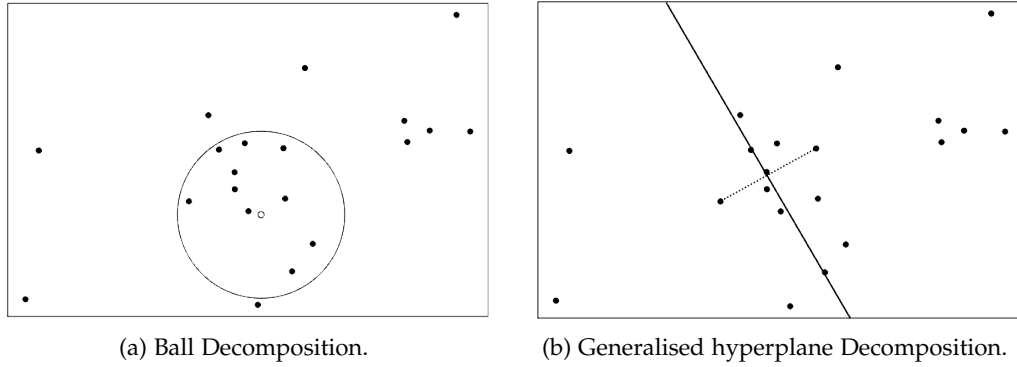 (a) Ball Decomposition.
(b) Generalised hyperplane Decomposition.